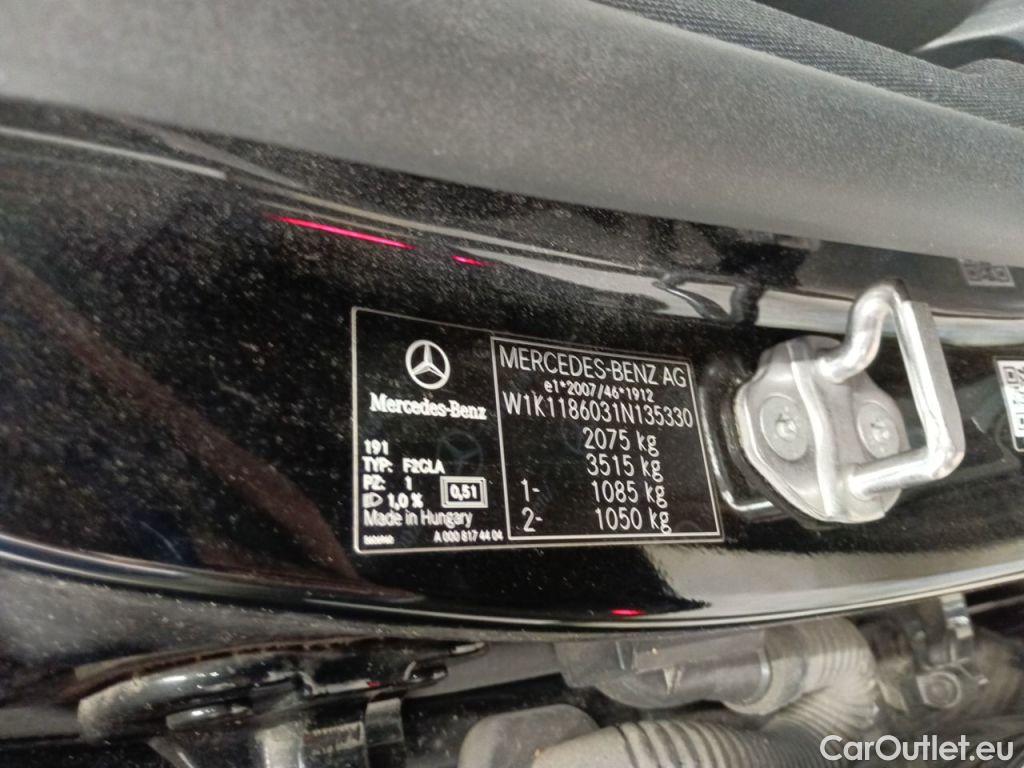 Mercedes-Benz
191
TYP: F2CLA
PZ: 1
1,0 % 0,51
Made in Hungary
A 000 817 44 04
MERCEDES-BENZ AG
e1*2007/46*1912
W1K1186031N135330
2075 kg
3515 kg
1- 1085 kg
2- 1050 kg
CarOutlet.eu